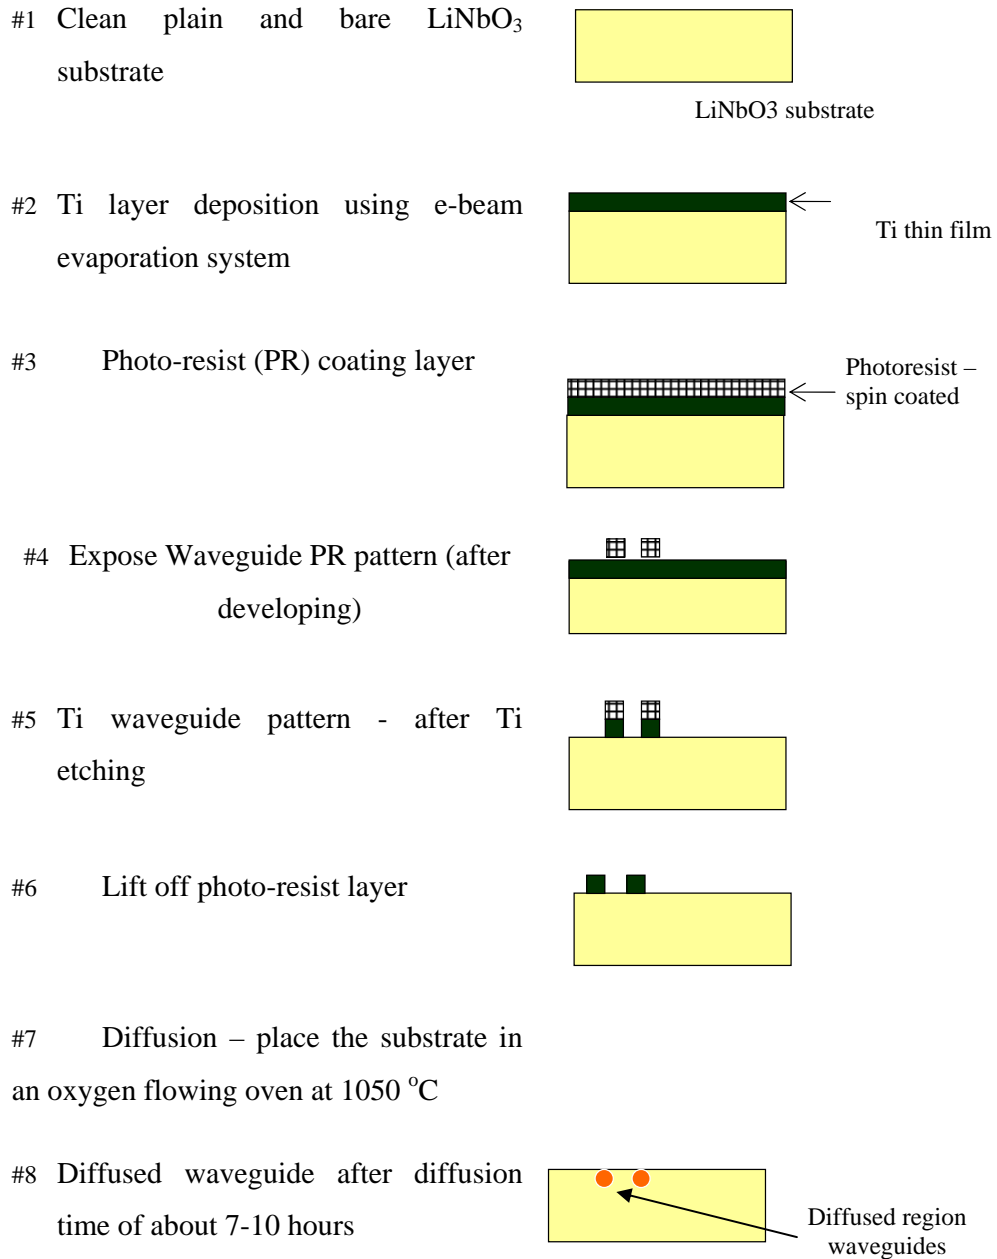 #1 Clean plain and bare LiNbO₃
substrate
LiNbO3 substrate
#2 Ti layer deposition using e-beam
evaporation system
Ti thin film
#3 Photo-resist (PR) coating layer
Photoresist –
spin coated
#4 Expose Waveguide PR pattern (after
developing)
#5 Ti waveguide pattern - after Ti
etching
#6 Lift off photo-resist layer
#7 Diffusion – place the substrate in
an oxygen flowing oven at 1050 °C
#8 Diffused waveguide after diffusion
time of about 7-10 hours
Diffused region
waveguides